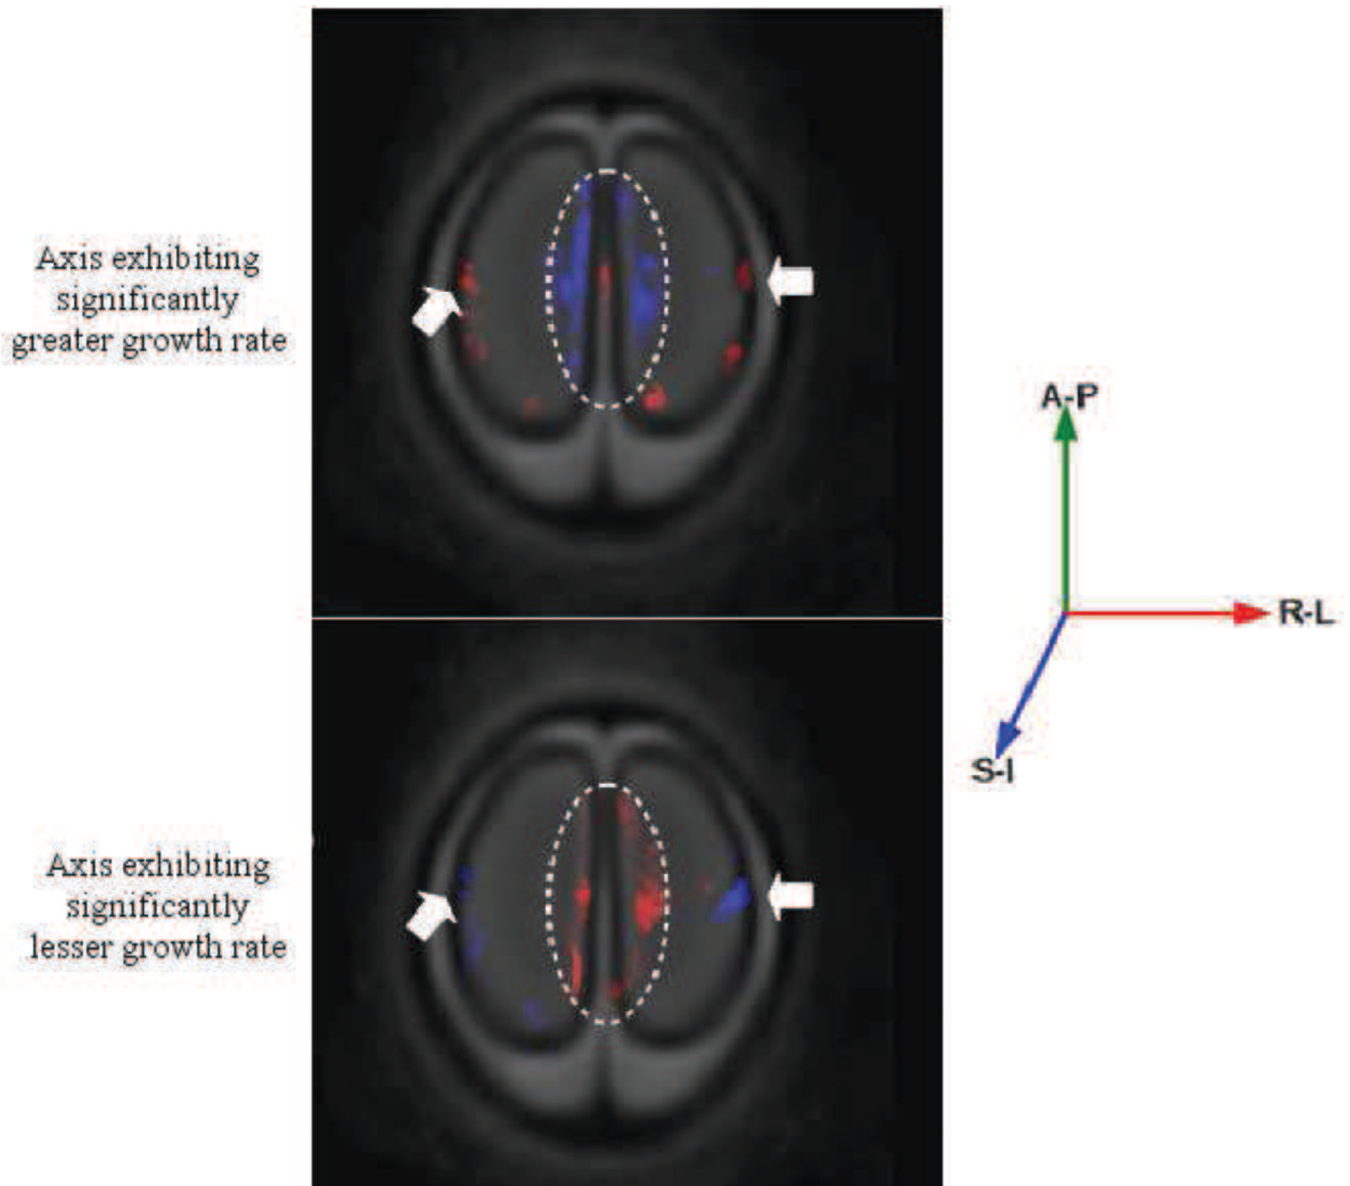 Axis exhibiting
significantly
greater growth rate
A-P
R-L
S-I
Axis exhibiting
significantly
lesser growth rate